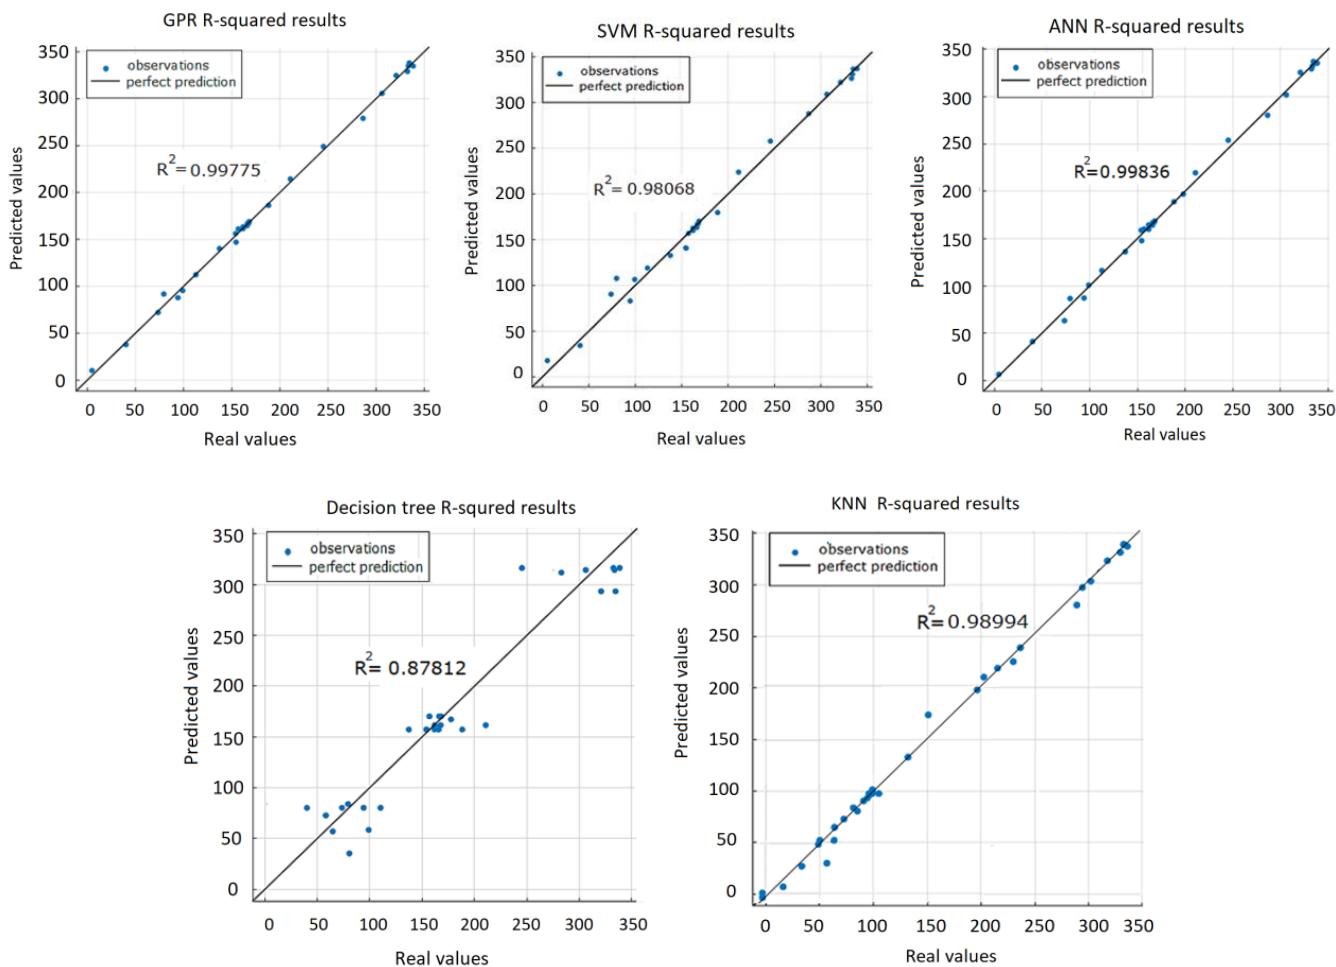 GPR R-squared results
350
300
250
200
150
100
50
0
observations
perfect prediction
R²=0.99775
Predicted values
0 50 100 150 200 250 300 350
Real values
SVM R-squared results
350
300
250
200
150
100
50
0
observations
perfect prediction
R²=0.98068
Predicted values
0 50 100 150 200 250 300 350
Real values
ANN R-squared results
350
300
250
200
150
100
50
0
observations
perfect prediction
R²=0.99836
Predicted values
0 50 100 150 200 250 300 350
Real values
Decision tree R-squred results
350
300
250
200
150
100
50
0
observations
perfect prediction
R²= 0.87812
Predicted values
0 50 100 150 200 250 300 350
Real values
KNN R-squared results
350
300
250
200
150
100
50
0
observations
perfect prediction
R²=0.98994
Predicted values
0 50 100 150 200 250 300 350
Real values